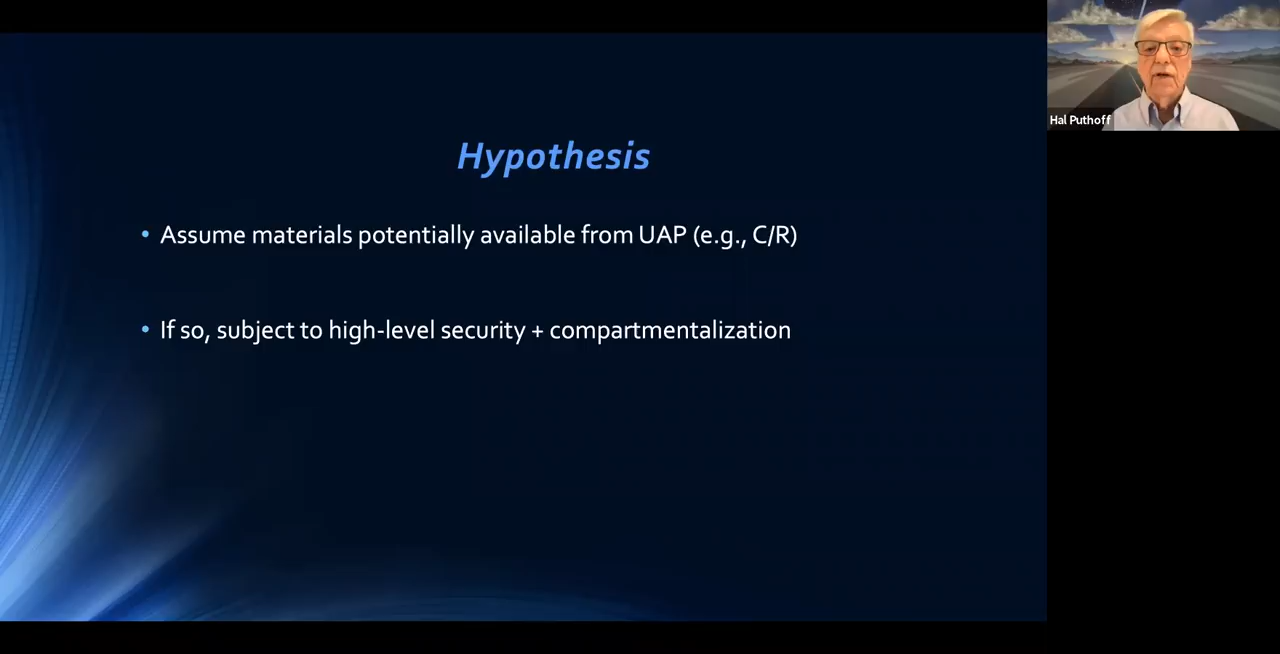 Hypothesis
• Assume materials potentially available from UAP (e.g., C/R)
• If so, subject to high-level security + compartmentalization
Hal Puthoff